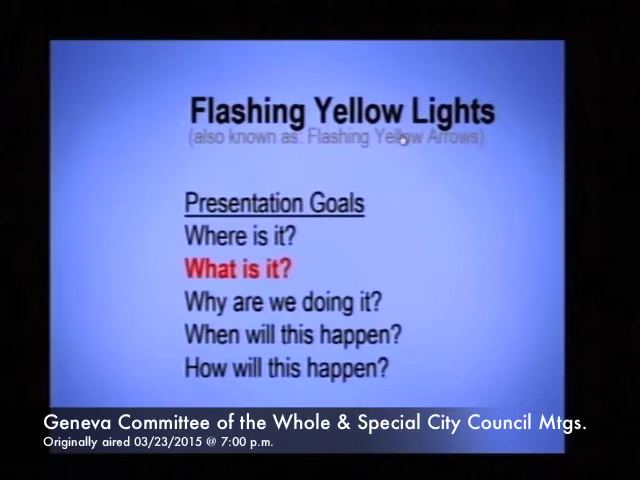 Flashing Yellow Lights
(also known as: Flashing Yellow Arrows)
Presentation Goals
Where is it?
What is it?
Why are we doing it?
When will this happen?
How will this happen?
Geneva Committee of the Whole & Special City Council Mtgs.
Originally aired 03/23/2015 @ 7:00 p.m.